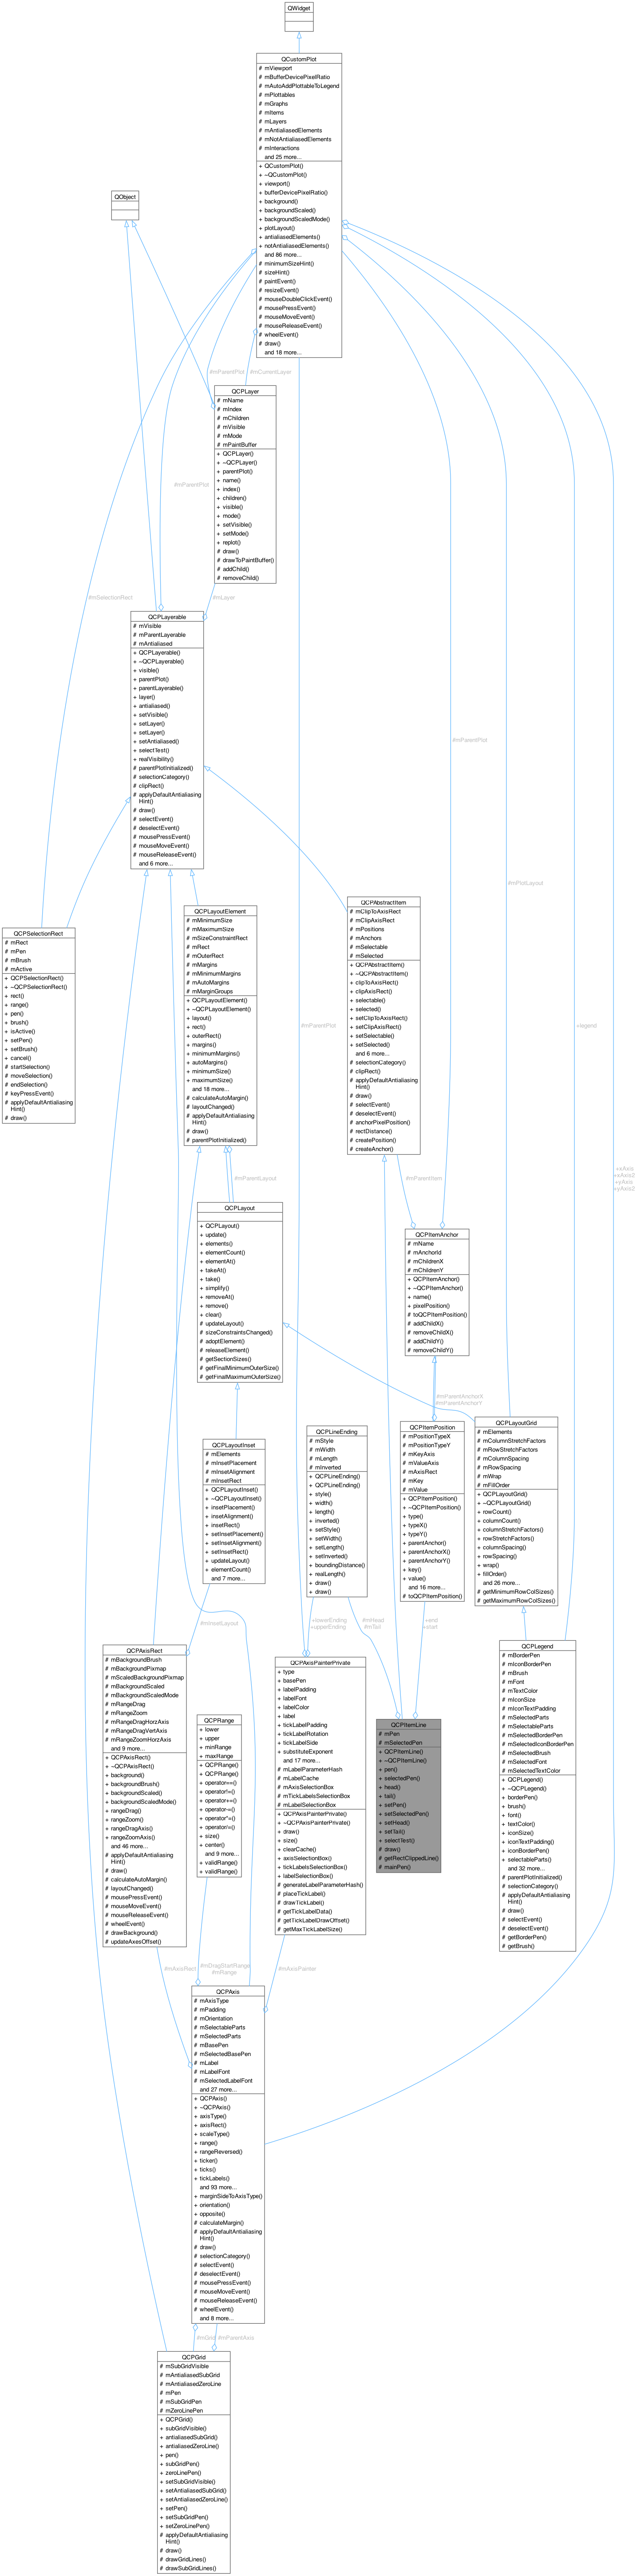 QWidget
QCustomPlot
# mViewport
# mBufferDevicePixelRatio
# mAutoAddPlottableToLegend
# mPlottables
# mGraphs
# mItems
# mLayers
# mAntialiasedElements
# mNotAntialiasedElements
# mInteractions
and 25 more...
+ QCustomPlot()
+ ~QCustomPlot()
+ viewport()
+ bufferDevicePixelRatio()
+ background()
+ backgroundScaled()
+ backgroundScaledMode()
+ plotLayout()
+ antialiasedElements()
+ notAntialiasedElements()
and 86 more...
# minimumSizeHint()
# sizeHint()
# paintEvent()
# resizeEvent()
# mouseDoubleClickEvent()
# mousePressEvent()
# mouseMoveEvent()
# mouseReleaseEvent()
# wheelEvent()
# draw()
and 18 more...
QObject
#mParentPlot
#mCurrentLayer
QCPLayer
# mName
# mIndex
# mChildren
# mVisible
# mMode
# mPaintBuffer
+ QCPLayer()
+ ~QCPLayer()
+ parentPlot()
+ name()
+ index()
+ children()
+ visible()
+ mode()
+ setVisible()
+ setMode()
+ replot()
# draw()
# drawToPaintBuffer()
# addChild()
# removeChild()
#mParentPlot
#mSelectionRect
#mLayer
QCPLayerable
# mVisible
# mParentLayerable
# mAntialiased
+ QCPLayerable()
+ ~QCPLayerable()
+ visible()
+ parentPlot()
+ parentLayerable()
+ layer()
+ antialiased()
+ setVisible()
+ setLayer()
+ setLayer()
+ setAntialiased()
+ selectTest()
+ realVisibility()
# parentPlotInitialized()
# selectionCategory()
# clipRect()
# applyDefaultAntialiasing
Hint()
# draw()
# selectEvent()
# deselectEvent()
# mousePressEvent()
# mouseMoveEvent()
# mouseReleaseEvent()
and 6 more...
#mParentPlot
#mPlotLayout
QCPSelectionRect
# mRect
# mPen
# mBrush
# mActive
+ QCPSelectionRect()
+ ~QCPSelectionRect()
+ rect()
+ range()
+ pen()
+ brush()
+ isActive()
+ setPen()
+ setBrush()
+ cancel()
# startSelection()
# moveSelection()
# endSelection()
# keyPressEvent()
# applyDefaultAntialiasing
Hint()
# draw()
QCPLayoutElement
# mMinimumSize
# mMaximumSize
# mSizeConstraintRect
# mRect
# mOuterRect
# mMargins
# mMinimumMargins
# mAutoMargins
# mMarginGroups
+ QCPLayoutElement()
+ ~QCPLayoutElement()
+ layout()
+ rect()
+ outerRect()
+ margins()
+ minimumMargins()
+ autoMargins()
+ minimumSize()
+ maximumSize()
and 18 more...
# calculateAutoMargin()
# layoutChanged()
# applyDefaultAntialiasing
Hint()
# draw()
# parentPlotInitialized()
#mParentPlot
QCPAbstractItem
# mClipToAxisRect
# mClipAxisRect
# mPositions
# mAnchors
# mSelectable
# mSelected
+ QCPAbstractItem()
+ ~QCPAbstractItem()
+ clipToAxisRect()
+ clipAxisRect()
+ selectable()
+ selected()
+ setClipToAxisRect()
+ setClipAxisRect()
+ setSelectable()
+ setSelected()
and 6 more...
# selectionCategory()
# clipRect()
# applyDefaultAntialiasing
Hint()
# draw()
# selectEvent()
# deselectEvent()
# anchorPixelPosition()
# rectDistance()
# createPosition()
# createAnchor()
+legend
+xAxis
+xAxis2
+yAxis
+yAxis2
#mParentLayout
#mParentItem
QCPLayout
+ QCPLayout()
+ update()
+ elements()
+ elementCount()
+ elementAt()
+ takeAt()
+ take()
+ simplify()
+ removeAt()
+ remove()
+ clear()
# updateLayout()
# sizeConstraintsChanged()
# adoptElement()
# releaseElement()
# getSectionSizes()
# getFinalMinimumOuterSize()
# getFinalMaximumOuterSize()
QCPItemAnchor
# mName
# mAnchorId
# mChildrenX
# mChildrenY
+ QCPItemAnchor()
+ ~QCPItemAnchor()
+ name()
+ pixelPosition()
# toQCPItemPosition()
# addChildX()
# removeChildX()
# addChildY()
# removeChildY()
#mParentAnchorX
#mParentAnchorY
QCPLayoutInset
# mElements
# mInsetPlacement
# mInsetAlignment
# mInsetRect
+ QCPLayoutInset()
+ ~QCPLayoutInset()
+ insetPlacement()
+ insetAlignment()
+ insetRect()
+ setInsetPlacement()
+ setInsetAlignment()
+ setInsetRect()
+ updateLayout()
+ elementCount()
and 7 more...
QCPLineEnding
# mStyle
# mWidth
# mLength
# mInverted
+ QCPLineEnding()
+ QCPLineEnding()
+ style()
+ width()
+ length()
+ inverted()
+ setStyle()
+ setWidth()
+ setLength()
+ setInverted()
+ boundingDistance()
+ realLength()
+ draw()
+ draw()
QCPItemPosition
# mPositionTypeX
# mPositionTypeY
# mKeyAxis
# mValueAxis
# mAxisRect
# mKey
# mValue
+ QCPItemPosition()
+ ~QCPItemPosition()
+ type()
+ typeX()
+ typeY()
+ parentAnchor()
+ parentAnchorX()
+ parentAnchorY()
+ key()
+ value()
and 16 more...
# toQCPItemPosition()
QCPLayoutGrid
# mElements
# mColumnStretchFactors
# mRowStretchFactors
# mColumnSpacing
# mRowSpacing
# mWrap
# mFillOrder
+ QCPLayoutGrid()
+ ~QCPLayoutGrid()
+ rowCount()
+ columnCount()
+ columnStretchFactors()
+ rowStretchFactors()
+ columnSpacing()
+ rowSpacing()
+ wrap()
+ fillOrder()
and 26 more...
# getMinimumRowColSizes()
# getMaximumRowColSizes()
#mInsetLayout
+lowerEnding
+upperEnding
#mHead
#mTail
+end
+start
QCPAxisRect
# mBackgroundBrush
# mBackgroundPixmap
# mScaledBackgroundPixmap
# mBackgroundScaled
# mBackgroundScaledMode
# mRangeDrag
# mRangeZoom
# mRangeDragHorzAxis
# mRangeDragVertAxis
# mRangeZoomHorzAxis
and 9 more...
+ QCPAxisRect()
+ ~QCPAxisRect()
+ background()
+ backgroundBrush()
+ backgroundScaled()
+ backgroundScaledMode()
+ rangeDrag()
+ rangeZoom()
+ rangeDragAxis()
+ rangeZoomAxis()
and 46 more...
# applyDefaultAntialiasing
Hint()
# draw()
# calculateAutoMargin()
# layoutChanged()
# mousePressEvent()
# mouseMoveEvent()
# mouseReleaseEvent()
# wheelEvent()
# drawBackground()
# updateAxesOffset()
QCPRange
+ lower
+ upper
+ minRange
+ maxRange
+ QCPRange()
+ QCPRange()
+ operator==()
+ operator!=()
+ operator+=()
+ operator-=()
+ operator*=()
+ operator/=()
+ size()
+ center()
and 9 more...
+ validRange()
+ validRange()
QCPAxisPainterPrivate
+ type
+ basePen
+ labelPadding
+ labelFont
+ labelColor
+ label
+ tickLabelPadding
+ tickLabelRotation
+ tickLabelSide
+ substituteExponent
and 17 more...
# mLabelParameterHash
# mLabelCache
# mAxisSelectionBox
# mTickLabelsSelectionBox
# mLabelSelectionBox
+ QCPAxisPainterPrivate()
+ ~QCPAxisPainterPrivate()
+ draw()
+ size()
+ clearCache()
+ axisSelectionBox()
+ tickLabelsSelectionBox()
+ labelSelectionBox()
# generateLabelParameterHash()
# placeTickLabel()
# drawTickLabel()
# getTickLabelData()
# getTickLabelDrawOffset()
# getMaxTickLabelSize()
QCPItemLine
# mPen
# mSelectedPen
+ QCPItemLine()
+ ~QCPItemLine()
+ pen()
+ selectedPen()
+ head()
+ tail()
+ setPen()
+ setSelectedPen()
+ setHead()
+ setTail()
+ selectTest()
# draw()
# getRectClippedLine()
# mainPen()
QCPLegend
# mBorderPen
# mIconBorderPen
# mBrush
# mFont
# mTextColor
# mIconSize
# mIconTextPadding
# mSelectedParts
# mSelectableParts
# mSelectedBorderPen
# mSelectedIconBorderPen
# mSelectedBrush
# mSelectedFont
# mSelectedTextColor
+ QCPLegend()
+ ~QCPLegend()
+ borderPen()
+ brush()
+ font()
+ textColor()
+ iconSize()
+ iconTextPadding()
+ iconBorderPen()
+ selectableParts()
and 32 more...
# parentPlotInitialized()
# selectionCategory()
# applyDefaultAntialiasing
Hint()
# draw()
# selectEvent()
# deselectEvent()
# getBorderPen()
# getBrush()
#mAxisRect
#mDragStartRange
#mRange
#mAxisPainter
QCPAxis
# mAxisType
# mPadding
# mOrientation
# mSelectableParts
# mSelectedParts
# mBasePen
# mSelectedBasePen
# mLabel
# mLabelFont
# mSelectedLabelFont
and 27 more...
+ QCPAxis()
+ ~QCPAxis()
+ axisType()
+ axisRect()
+ scaleType()
+ range()
+ rangeReversed()
+ ticker()
+ ticks()
+ tickLabels()
and 93 more...
+ marginSideToAxisType()
+ orientation()
+ opposite()
# calculateMargin()
# applyDefaultAntialiasing
Hint()
# draw()
# selectionCategory()
# selectEvent()
# deselectEvent()
# mousePressEvent()
# mouseMoveEvent()
# mouseReleaseEvent()
# wheelEvent()
and 8 more...
#mGrid
#mParentAxis
QCPGrid
# mSubGridVisible
# mAntialiasedSubGrid
# mAntialiasedZeroLine
# mPen
# mSubGridPen
# mZeroLinePen
+ QCPGrid()
+ subGridVisible()
+ antialiasedSubGrid()
+ antialiasedZeroLine()
+ pen()
+ subGridPen()
+ zeroLinePen()
+ setSubGridVisible()
+ setAntialiasedSubGrid()
+ setAntialiasedZeroLine()
+ setPen()
+ setSubGridPen()
+ setZeroLinePen()
# applyDefaultAntialiasing
Hint()
# draw()
# drawGridLines()
# drawSubGridLines()